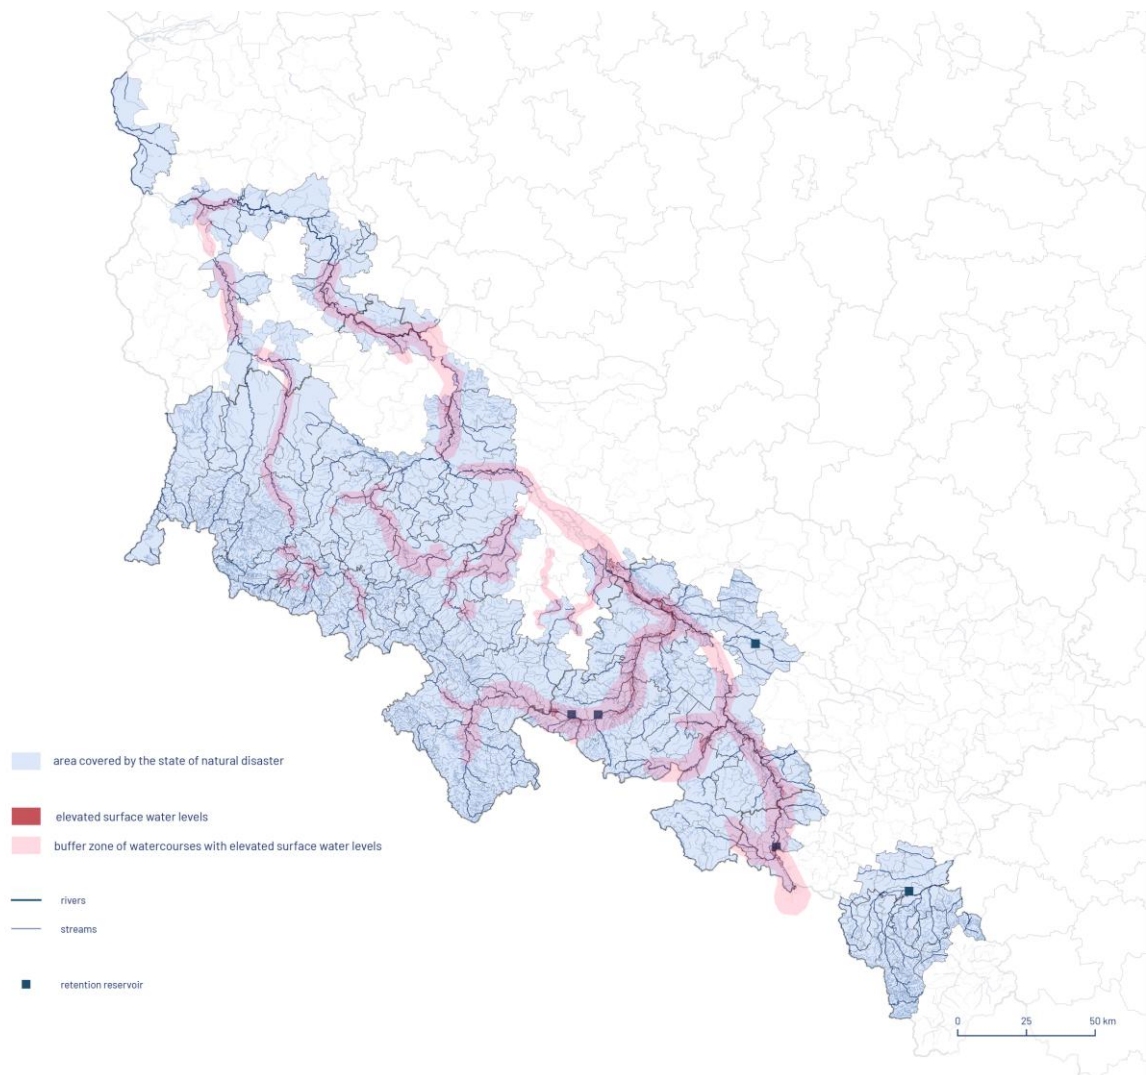 area covered by the state of natural disaster
elevated surface water levels
buffer zone of watercourses with elevated surface water levels
rivers
streams
retention reservoir
0 25 50 km